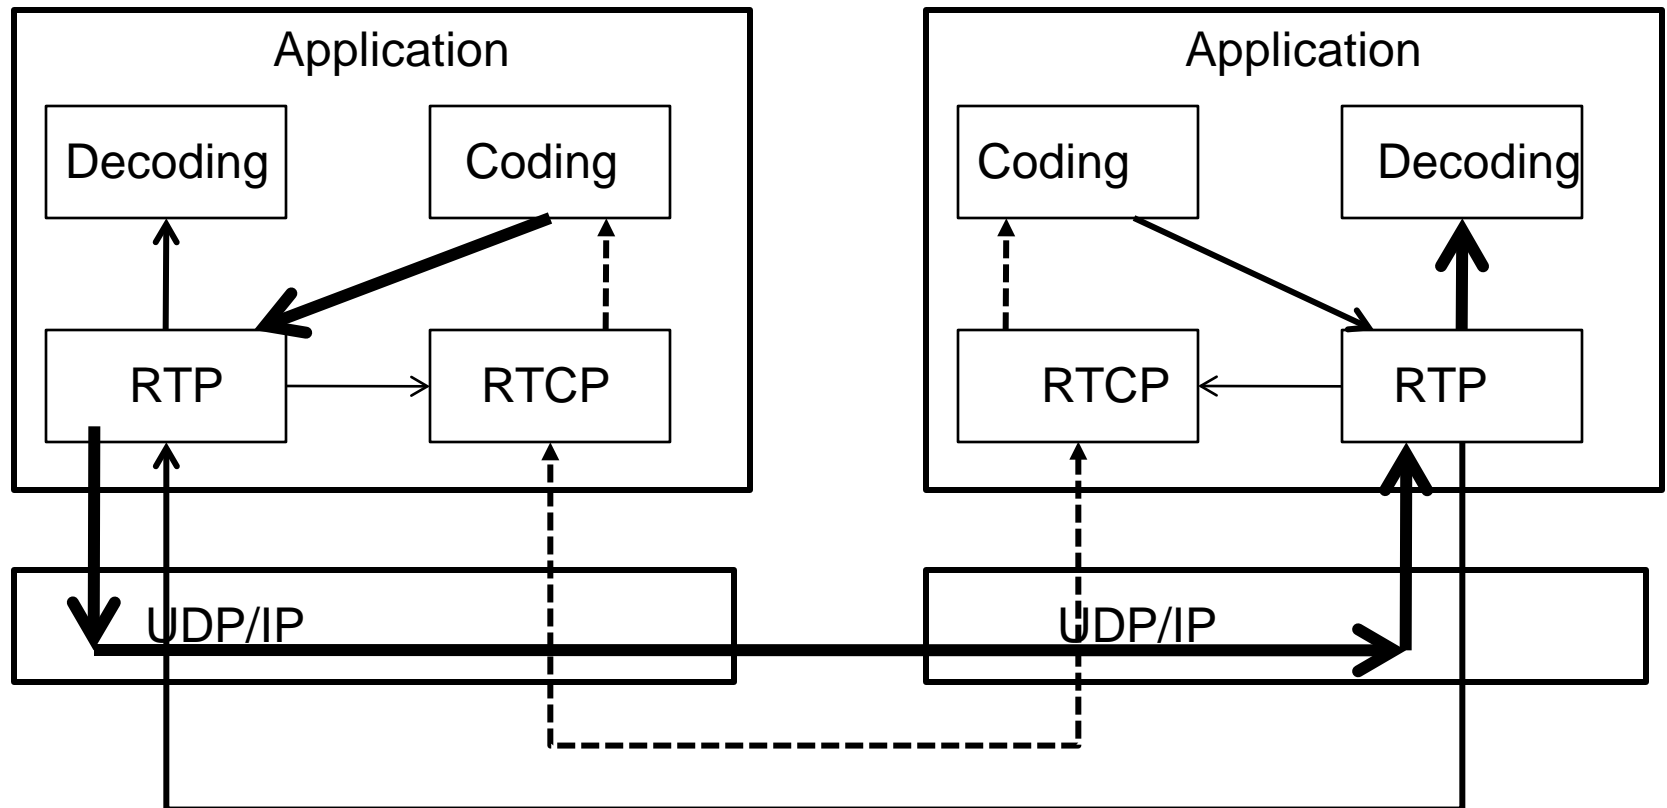 Application
Application
Decoding
Coding
Coding
Decoding
RTP
RTCP
RTCP
RTP
UDP/IP
UDP/IP